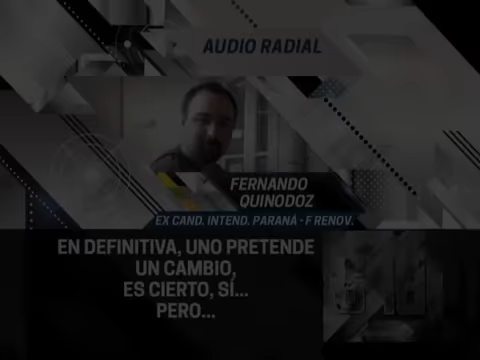 AUDIO RADIAL
FERNANDO
QUINODOZ
EX CAND. INTEND. PARANÁ - F RENOV.
EN DEFINITIVA, UNO PRETENDE
UN CAMBIO,
ES CIERTO, SÍ...
PERO...